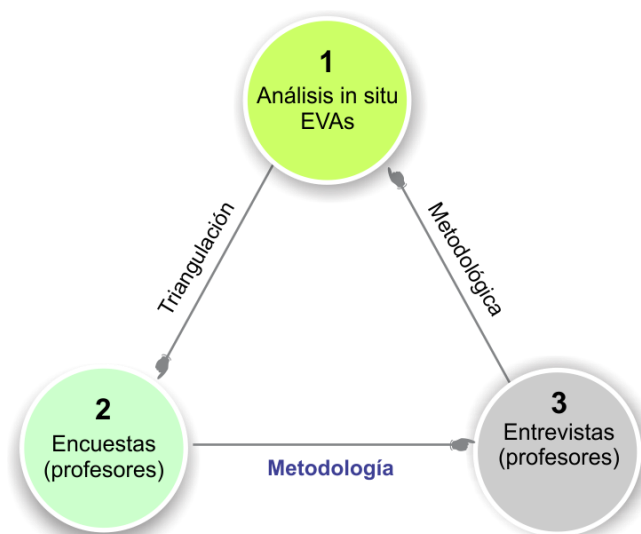 1
Análisis in situ
EVAs
Triangulación
Metodológica
2
Encuestas
(profesores)
Metodología
3
Entrevistas
(profesores)